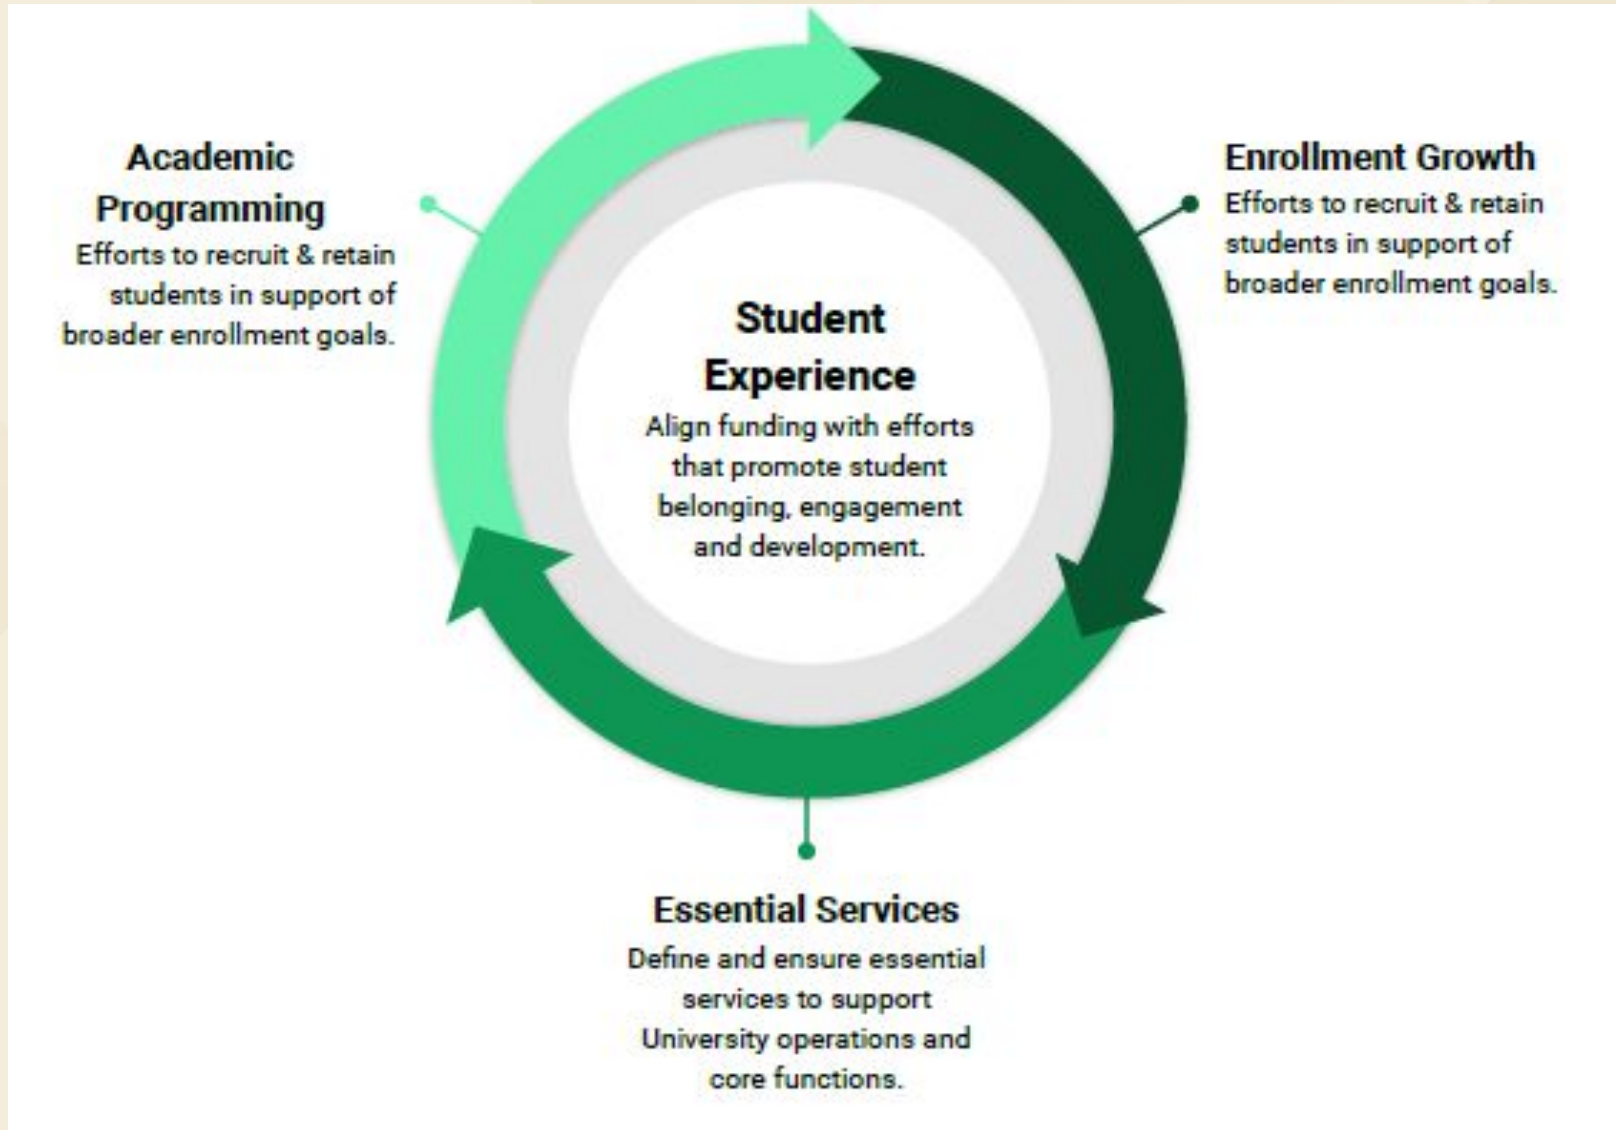 Academic
Programming
Efforts to recruit & retain
students in support of
broader enrollment goals.
Enrollment Growth
Efforts to recruit & retain
students in support of
broader enrollment goals.
Student
Experience
Align funding with efforts
that promote student
belonging, engagement
and development.
Essential Services
Define and ensure essential
services to support
University operations and
core functions.